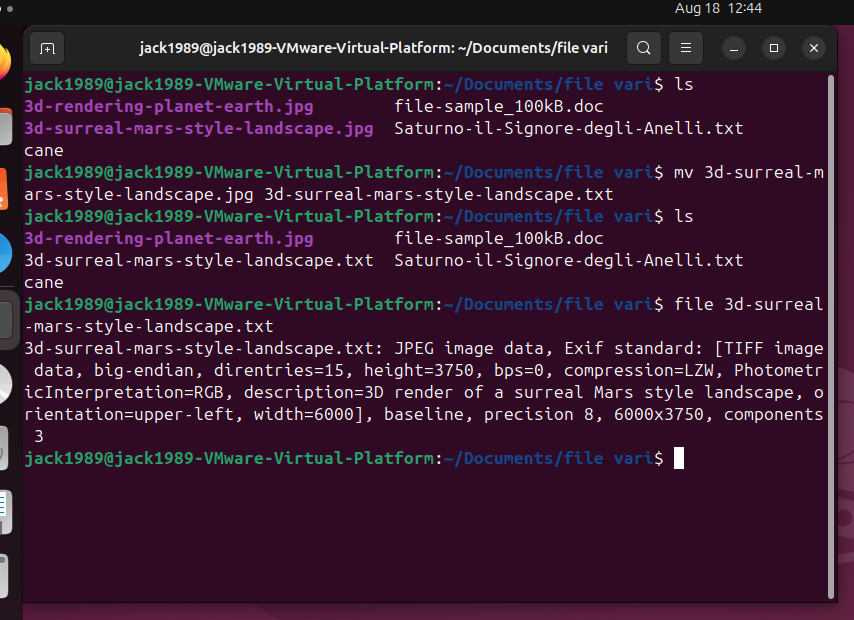 Aug 18 12:44
jack1989@jack1989-VMware-Virtual-Platform: ~/Documents/file vari
jack1989@jack1989-VMware-Virtual-Platform:~/Documents/file vari$ ls
3d-rendering-planet-earth.jpg        file-sample_100kB.doc
3d-surreal-mars-style-landscape.jpg  Saturno-il-Signore-degli-Anelli.txt
cane
jack1989@jack1989-VMware-Virtual-Platform:~/Documents/file vari$ mv 3d-surreal-m
ars-style-landscape.jpg 3d-surreal-mars-style-landscape.txt
jack1989@jack1989-VMware-Virtual-Platform:~/Documents/file vari$ ls
3d-rendering-planet-earth.jpg        file-sample_100kB.doc
3d-surreal-mars-style-landscape.txt  Saturno-il-Signore-degli-Anelli.txt
cane
jack1989@jack1989-VMware-Virtual-Platform:~/Documents/file vari$ file 3d-surreal
-mars-style-landscape.txt
3d-surreal-mars-style-landscape.txt: JPEG image data, Exif standard: [TIFF image
 data, big-endian, direntries=15, height=3750, bps=0, compression=LZW, Photometr
icInterpretation=RGB, description=3D render of a surreal Mars style landscape, o
rientation=upper-left, width=6000], baseline, precision 8, 6000x3750, components
 3
jack1989@jack1989-VMware-Virtual-Platform:~/Documents/file vari$